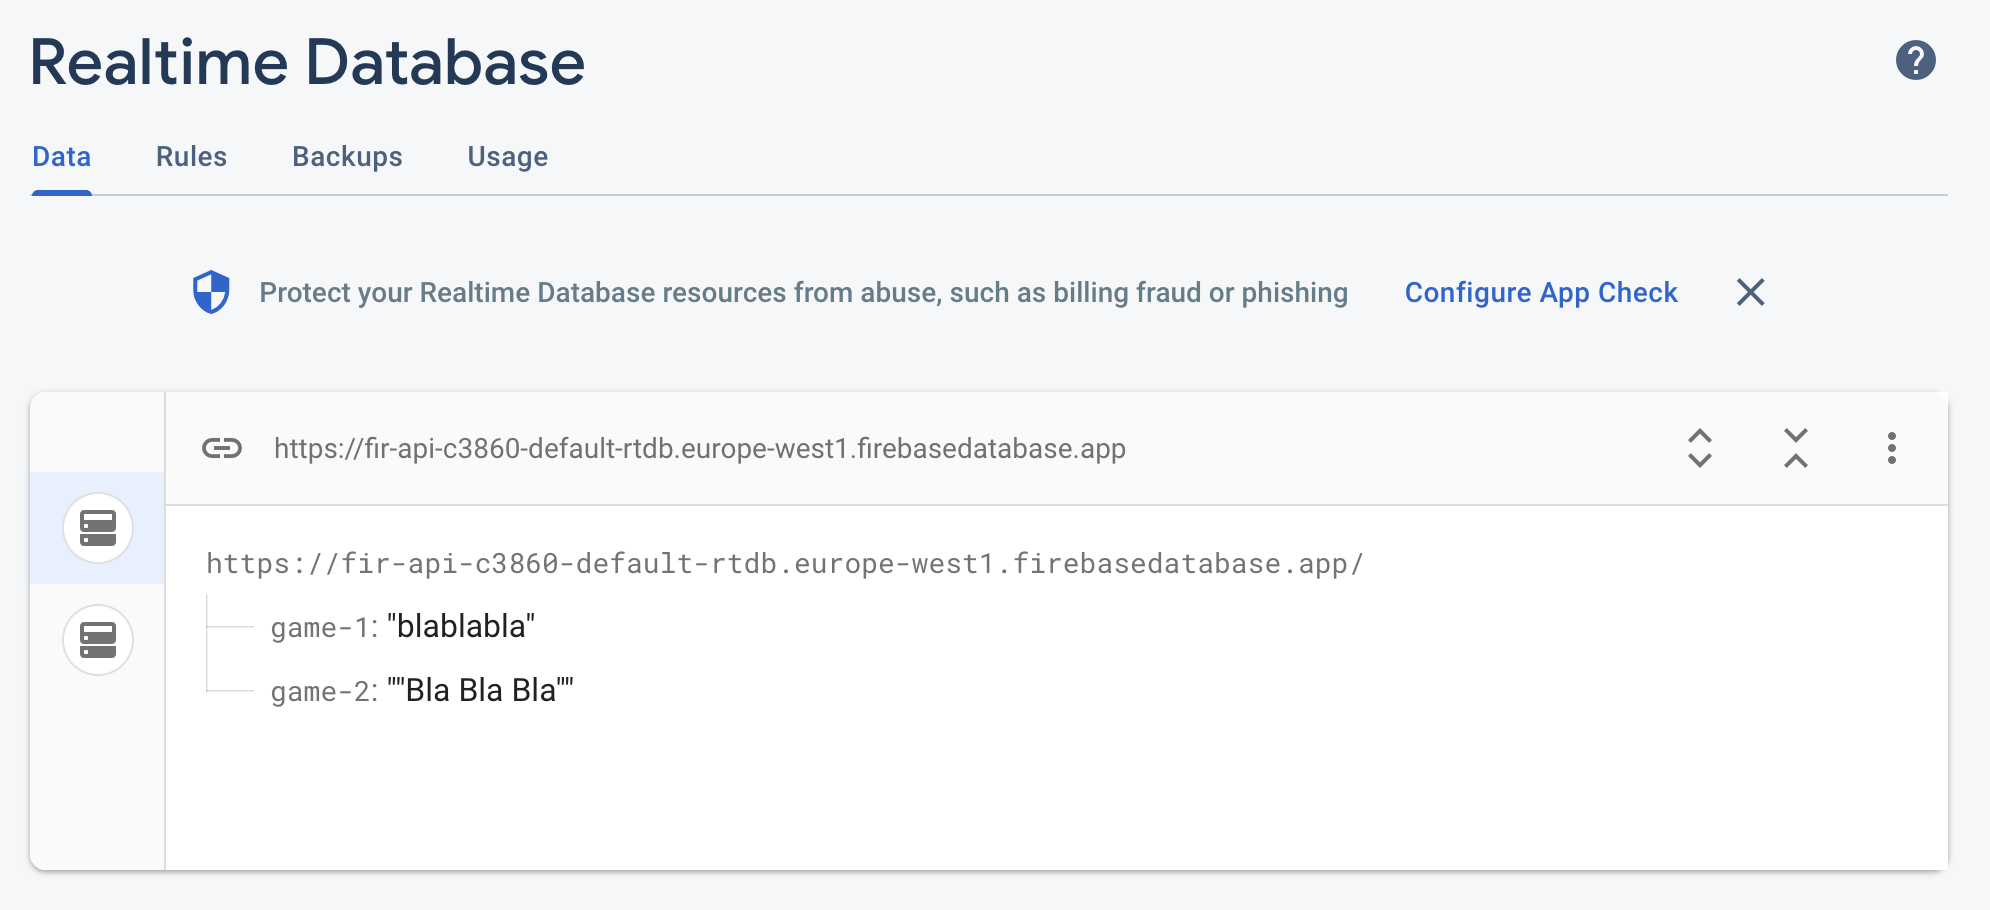 Realtime Database
?
Data Rules Backups Usage
Protect your Realtime Database resources from abuse, such as billing fraud or phishing Configure App Check
https://fir-api-c3860-default-rtdb.europe-west1.firebasedatabase.app
https://fir-api-c3860-default-rtdb.europe-west1.firebasedatabase.app/
game-1: "blablabla"
game-2: ""Bla Bla Bla""